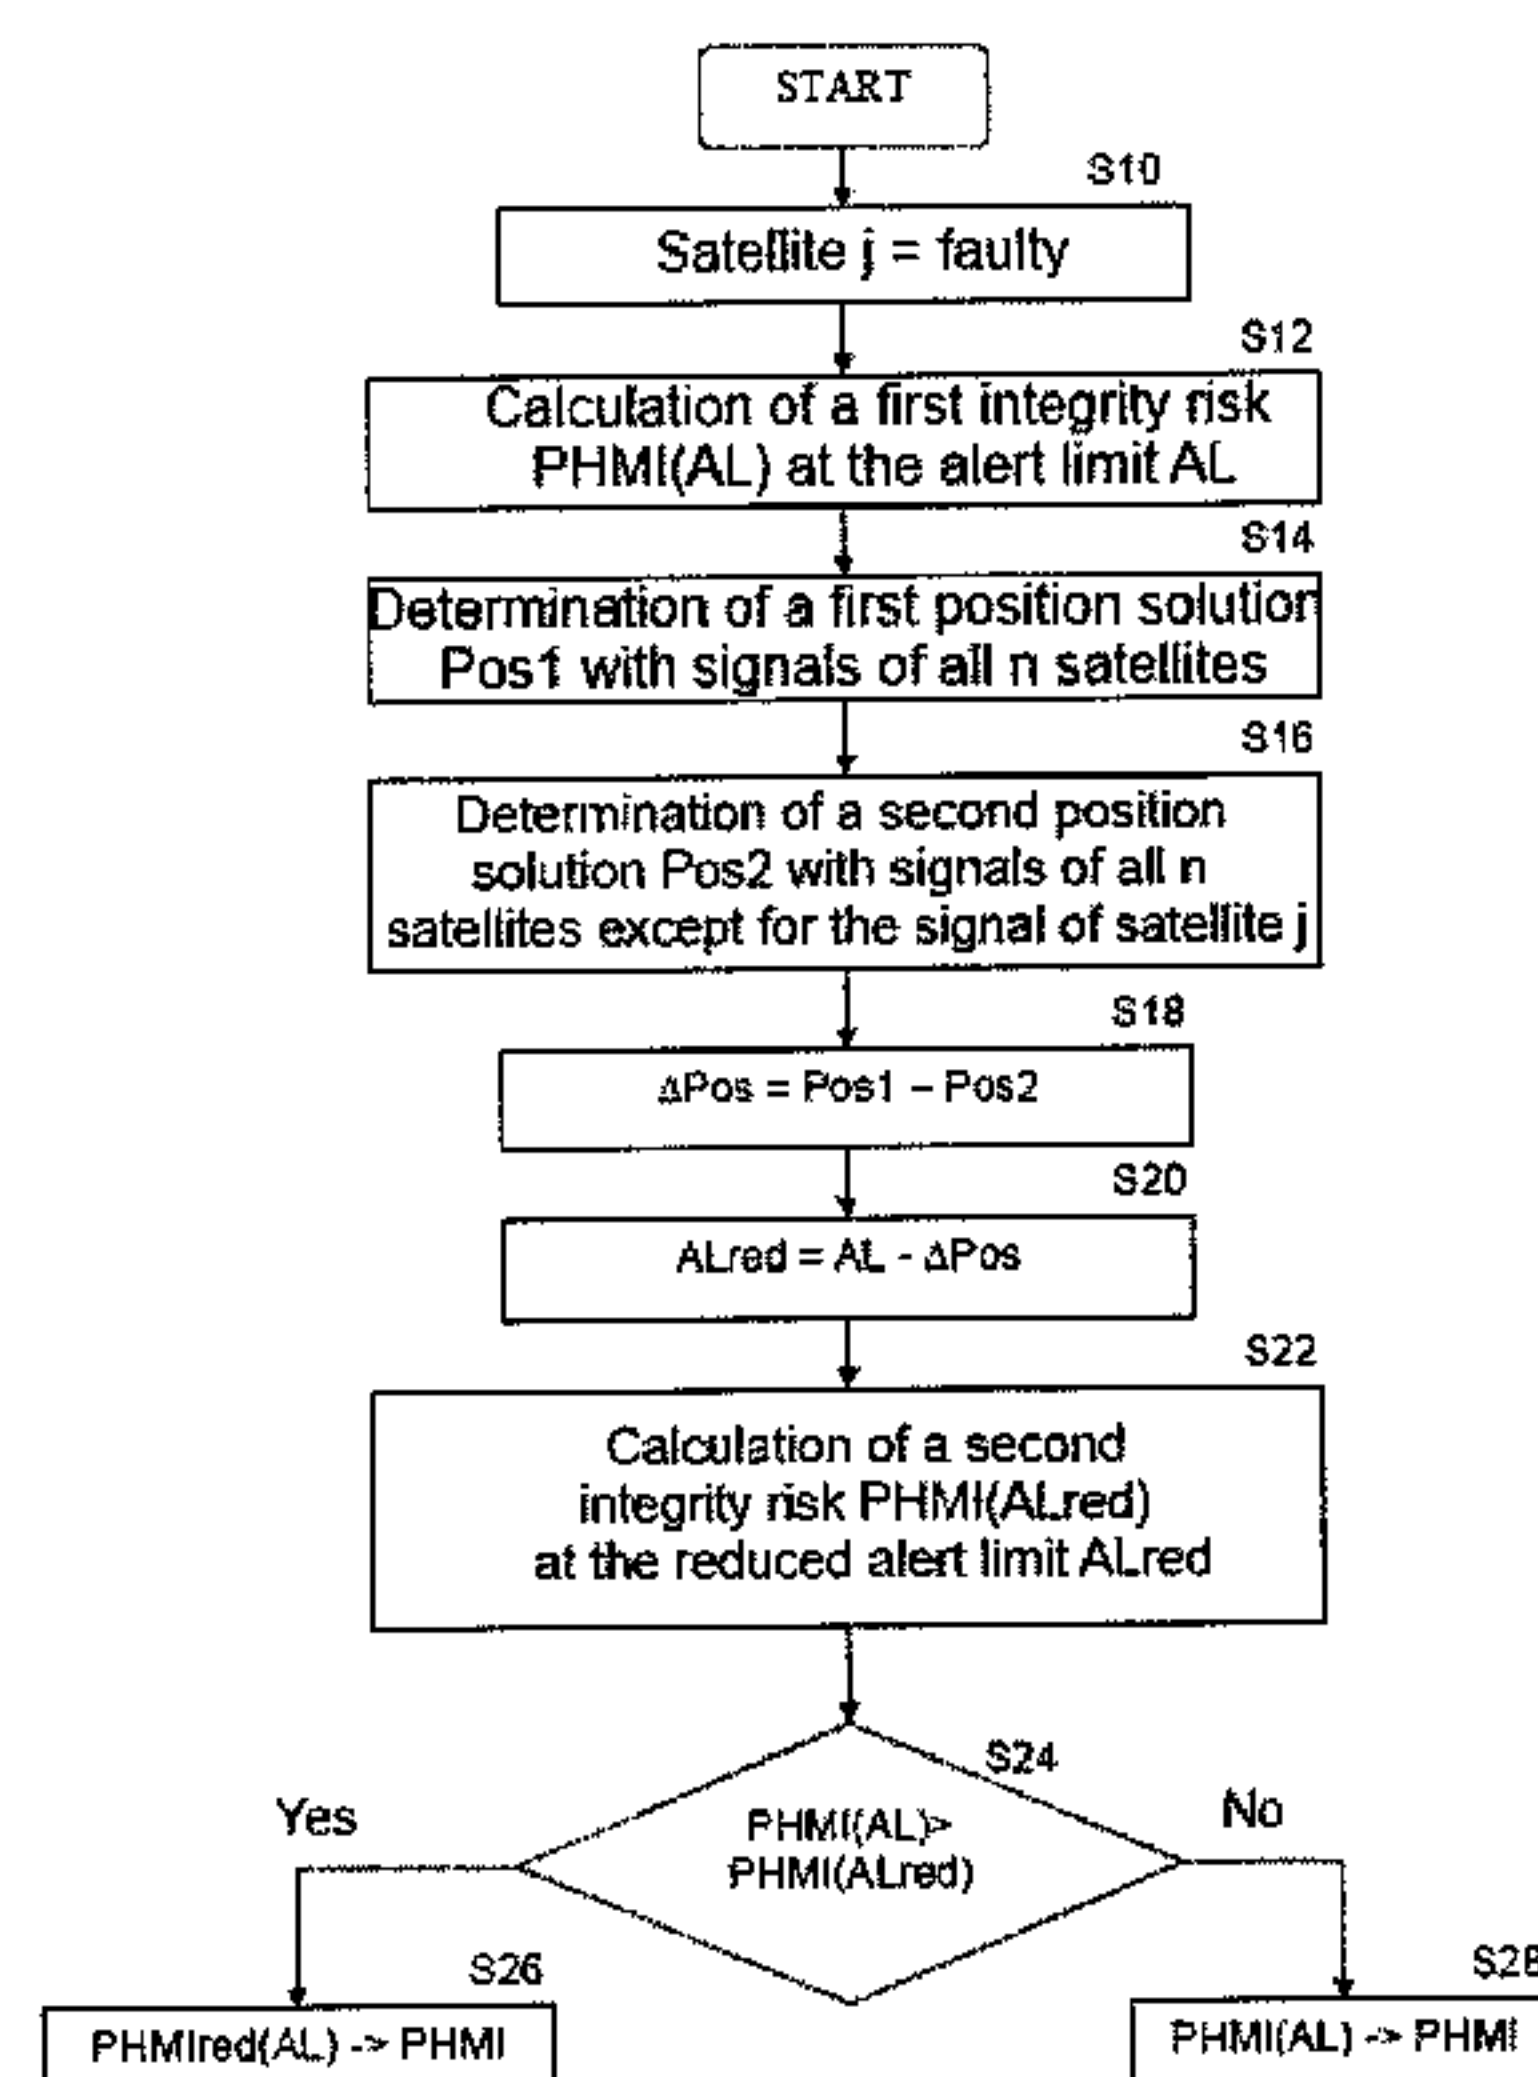 START
S10
Satellite j = faulty
S12
Calculation of a first integrity risk
PHMI(AL) at the alert limit AL
S14
Determination of a first position solution
Pos1 with signals of all n satellites
S16
Determination of a second position
solution Pos2 with signals of all n
satellites except for the signal of satellite j
S18
ΔPos = Pos1 – Pos2
S20
ALred = AL - ΔPos
S22
Calculation of a second
integrity risk PHMI(ALred)
at the reduced alert limit ALred
S24
PHMI(AL)>
PHMI(ALred)
Yes
No
S26
PHMIred(AL) -> PHMI
S28
PHMI(AL) -> PHMI